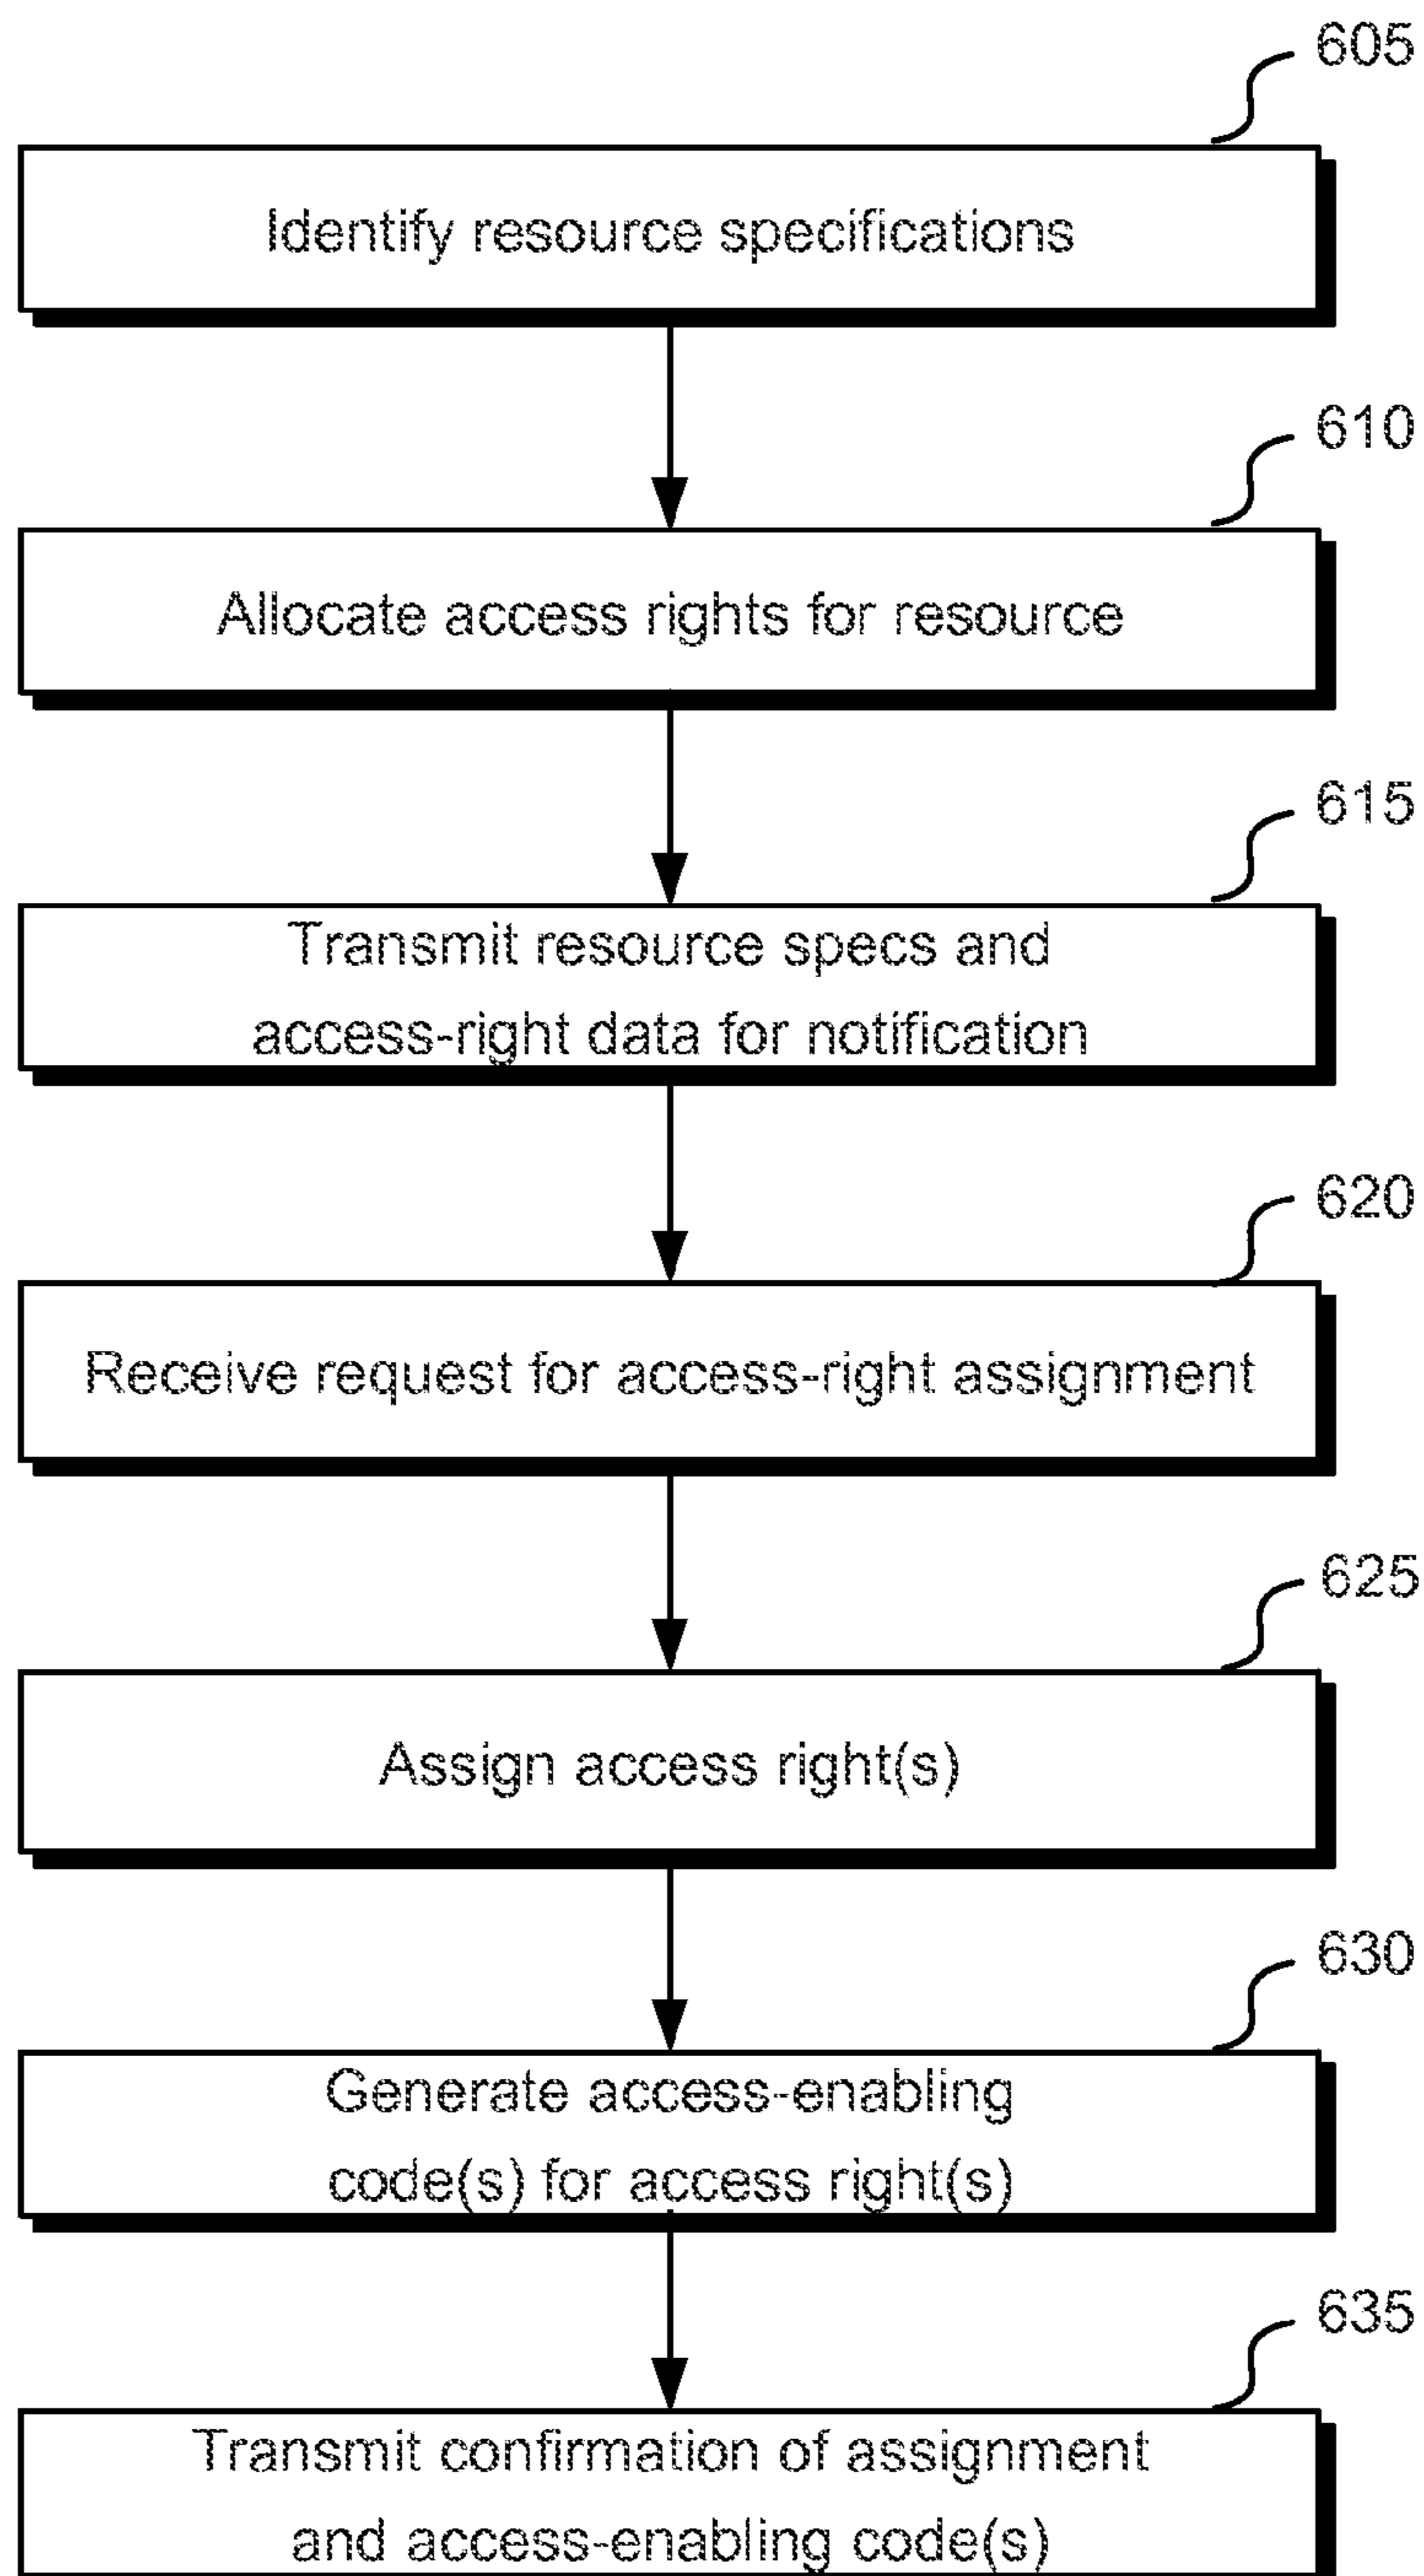 605
Identify resource specifications
610
Allocate access rights for resource
615
Transmit resource specs and
access-right data for notification
620
Receive request for access-right assignment
625
Assign access right(s)
630
Generate access-enabling
code(s) for access right(s)
635
Transmit confirmation of assignment
and access-enabling code(s)